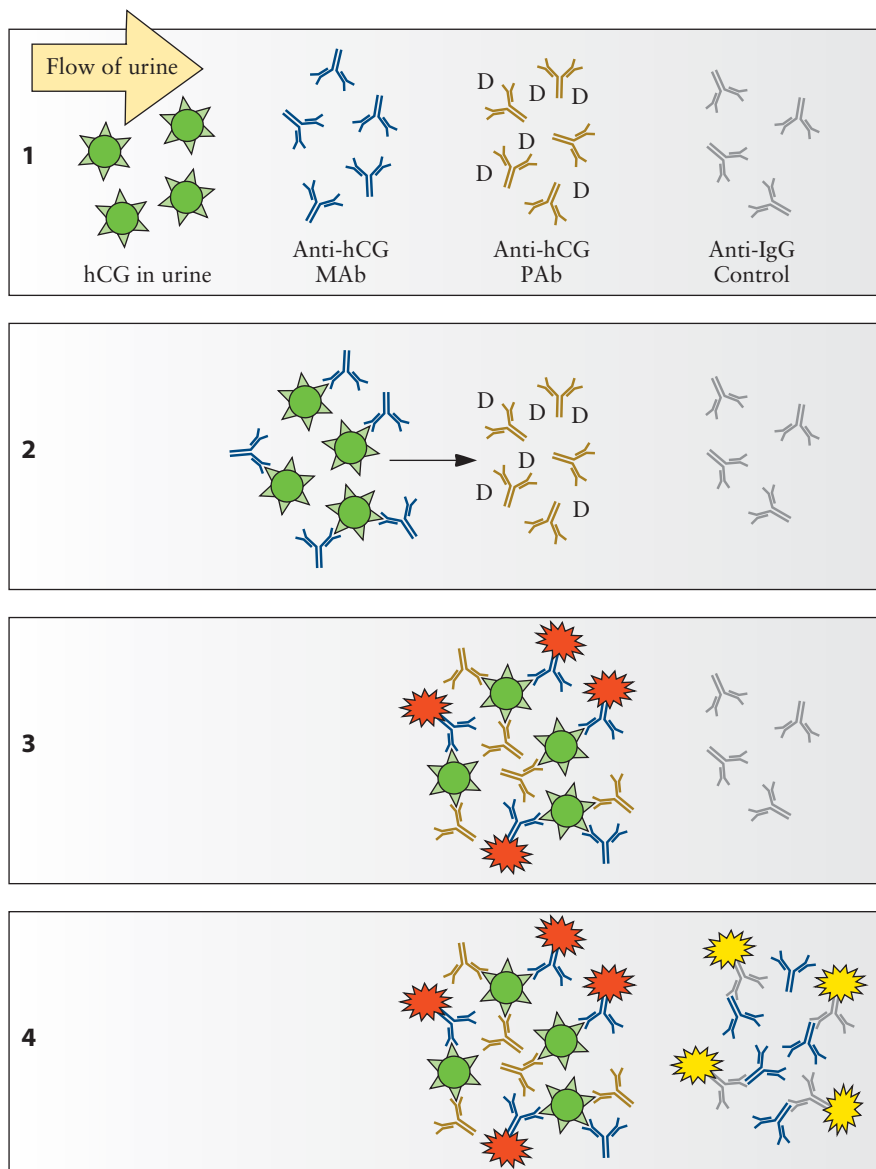 Flow of urine
1
D
D
D
D
D
D
hCG in urine
Anti-hCG
MAb
Anti-hCG
PAb
Anti-IgG
Control
2
D
D
D
D
D
D
3
4